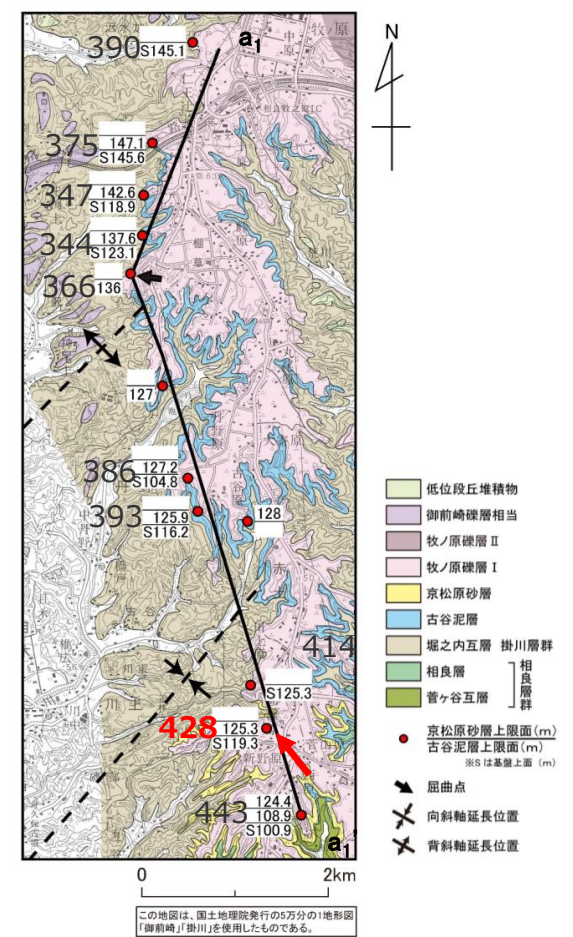 390
S145.1
a1
牧ノ原
中原
N
375
147.1
S145.6
347
142.6
S118.9
344
137.6
S123.1
366
136
127
386
127.2
S104.8
393
125.9
S116.2
128
414
S125.3
428
125.3
S119.3
443
124.4
108.9
S100.9
a1'
0
2km
低位段丘堆積物
御前崎礫層相当
牧ノ原礫層Ⅱ
牧ノ原礫層Ⅰ
京松原砂層
古谷泥層
堀之内互層 掛川層群
相良層
菅ヶ谷互層
相良層群
京松原砂層上限面(m)
古谷泥層上限面(m)
※Sは基盤上面(m)
屈曲点
向斜軸延長位置
背斜軸延長位置
この地図は、国土地理院発行の5万分の1地形図
「御前崎」「掛川」を使用したものである。